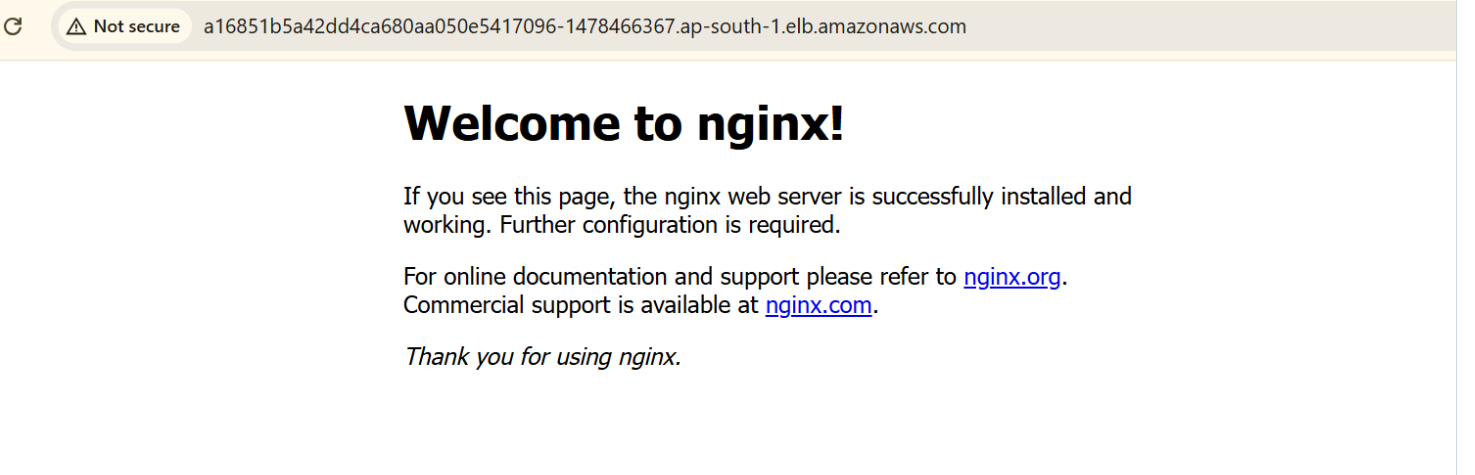 Not secure a16851b5a42dd4ca680aa050e5417096-1478466367.ap-south-1.elb.amazonaws.com
Welcome to nginx!
If you see this page, the nginx web server is successfully installed and
working. Further configuration is required.
For online documentation and support please refer to nginx.org.
Commercial support is available at nginx.com.
Thank you for using nginx.